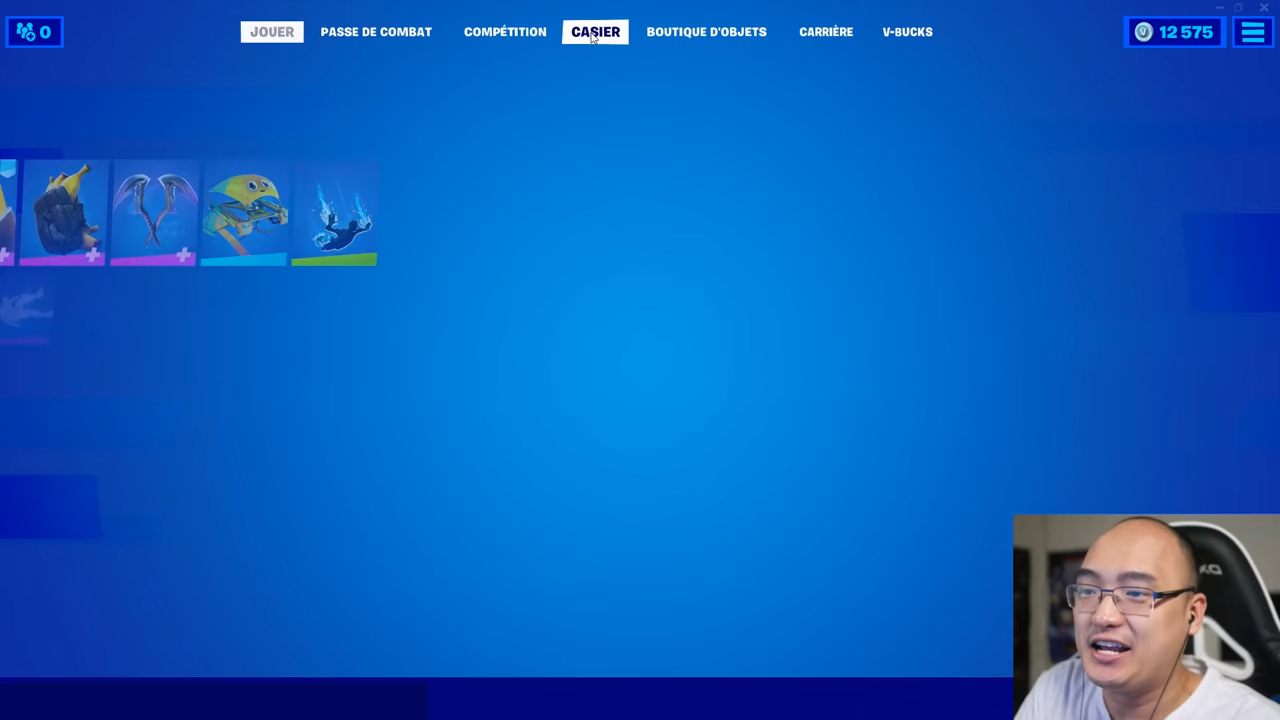 0 JOUER PASSE DE COMBAT COMPÉTITION CASIER BOUTIQUE D'OBJETS CARRIÈRE V-BUCKS 12 575